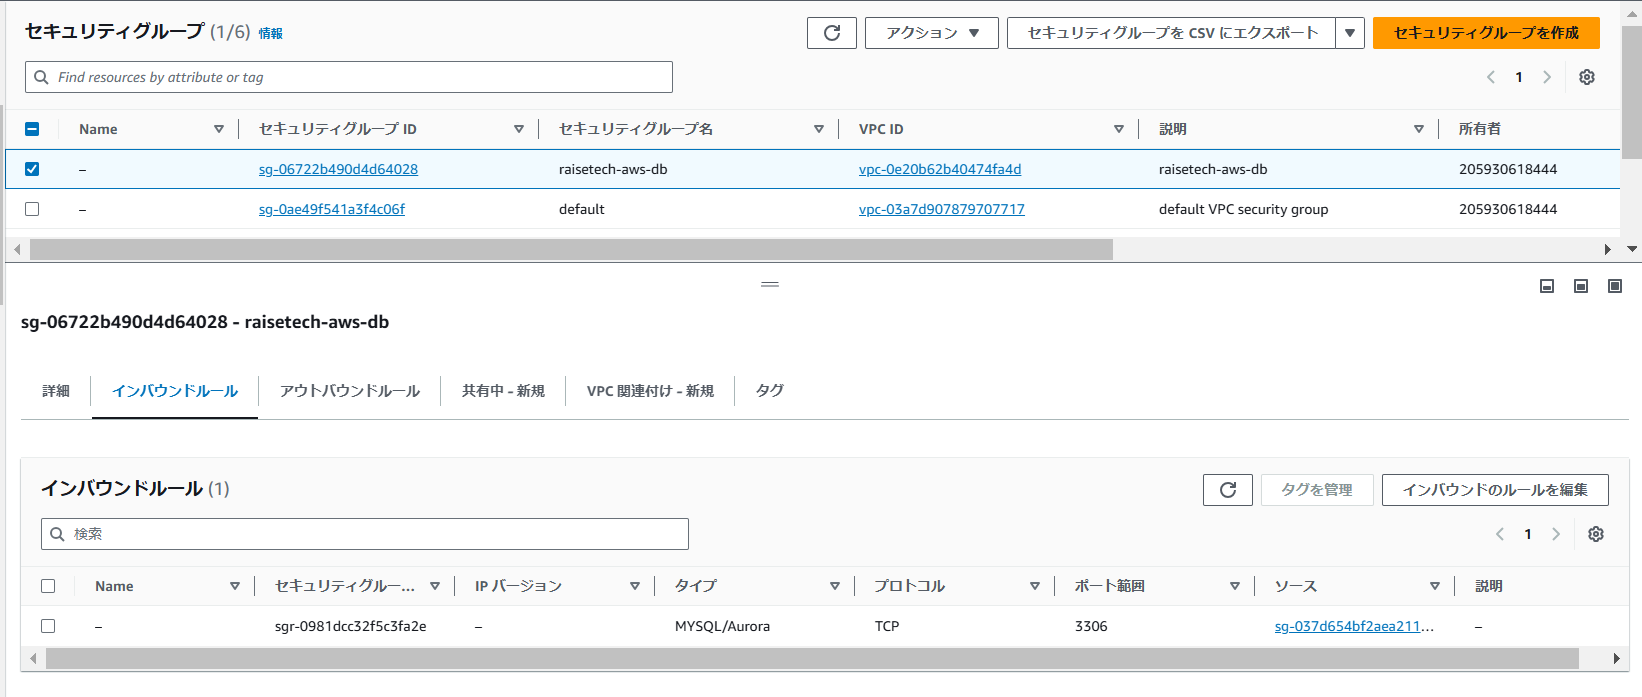 セキュリティグループ (1/6) 情報
アクション
セキュリティグループを CSV にエクスポート
セキュリティグループを作成
Find resources by attribute or tag
1
Name セキュリティグループ ID セキュリティグループ名 VPC ID 説明 所有者
– sg-06722b490d4d64028 raisetech-aws-db vpc-0e20b62b40474fa4d raisetech-aws-db 205930618444
– sg-0ae49f541a3f4c06f default vpc-03a7d907879707717 default VPC security group 205930618444
sg-06722b490d4d64028 - raisetech-aws-db
詳細 インバウンドルール アウトバウンドルール 共有中 - 新規 VPC 関連付け - 新規 タグ
インバウンドルール (1)
タグを管理
インバウンドのルールを編集
検索
1
Name セキュリティグルー... IP バージョン タイプ プロトコル ポート範囲 ソース 説明
– sgr-0981dcc32f5c3fa2e – MYSQL/Aurora TCP 3306 sg-037d654bf2aea211... –